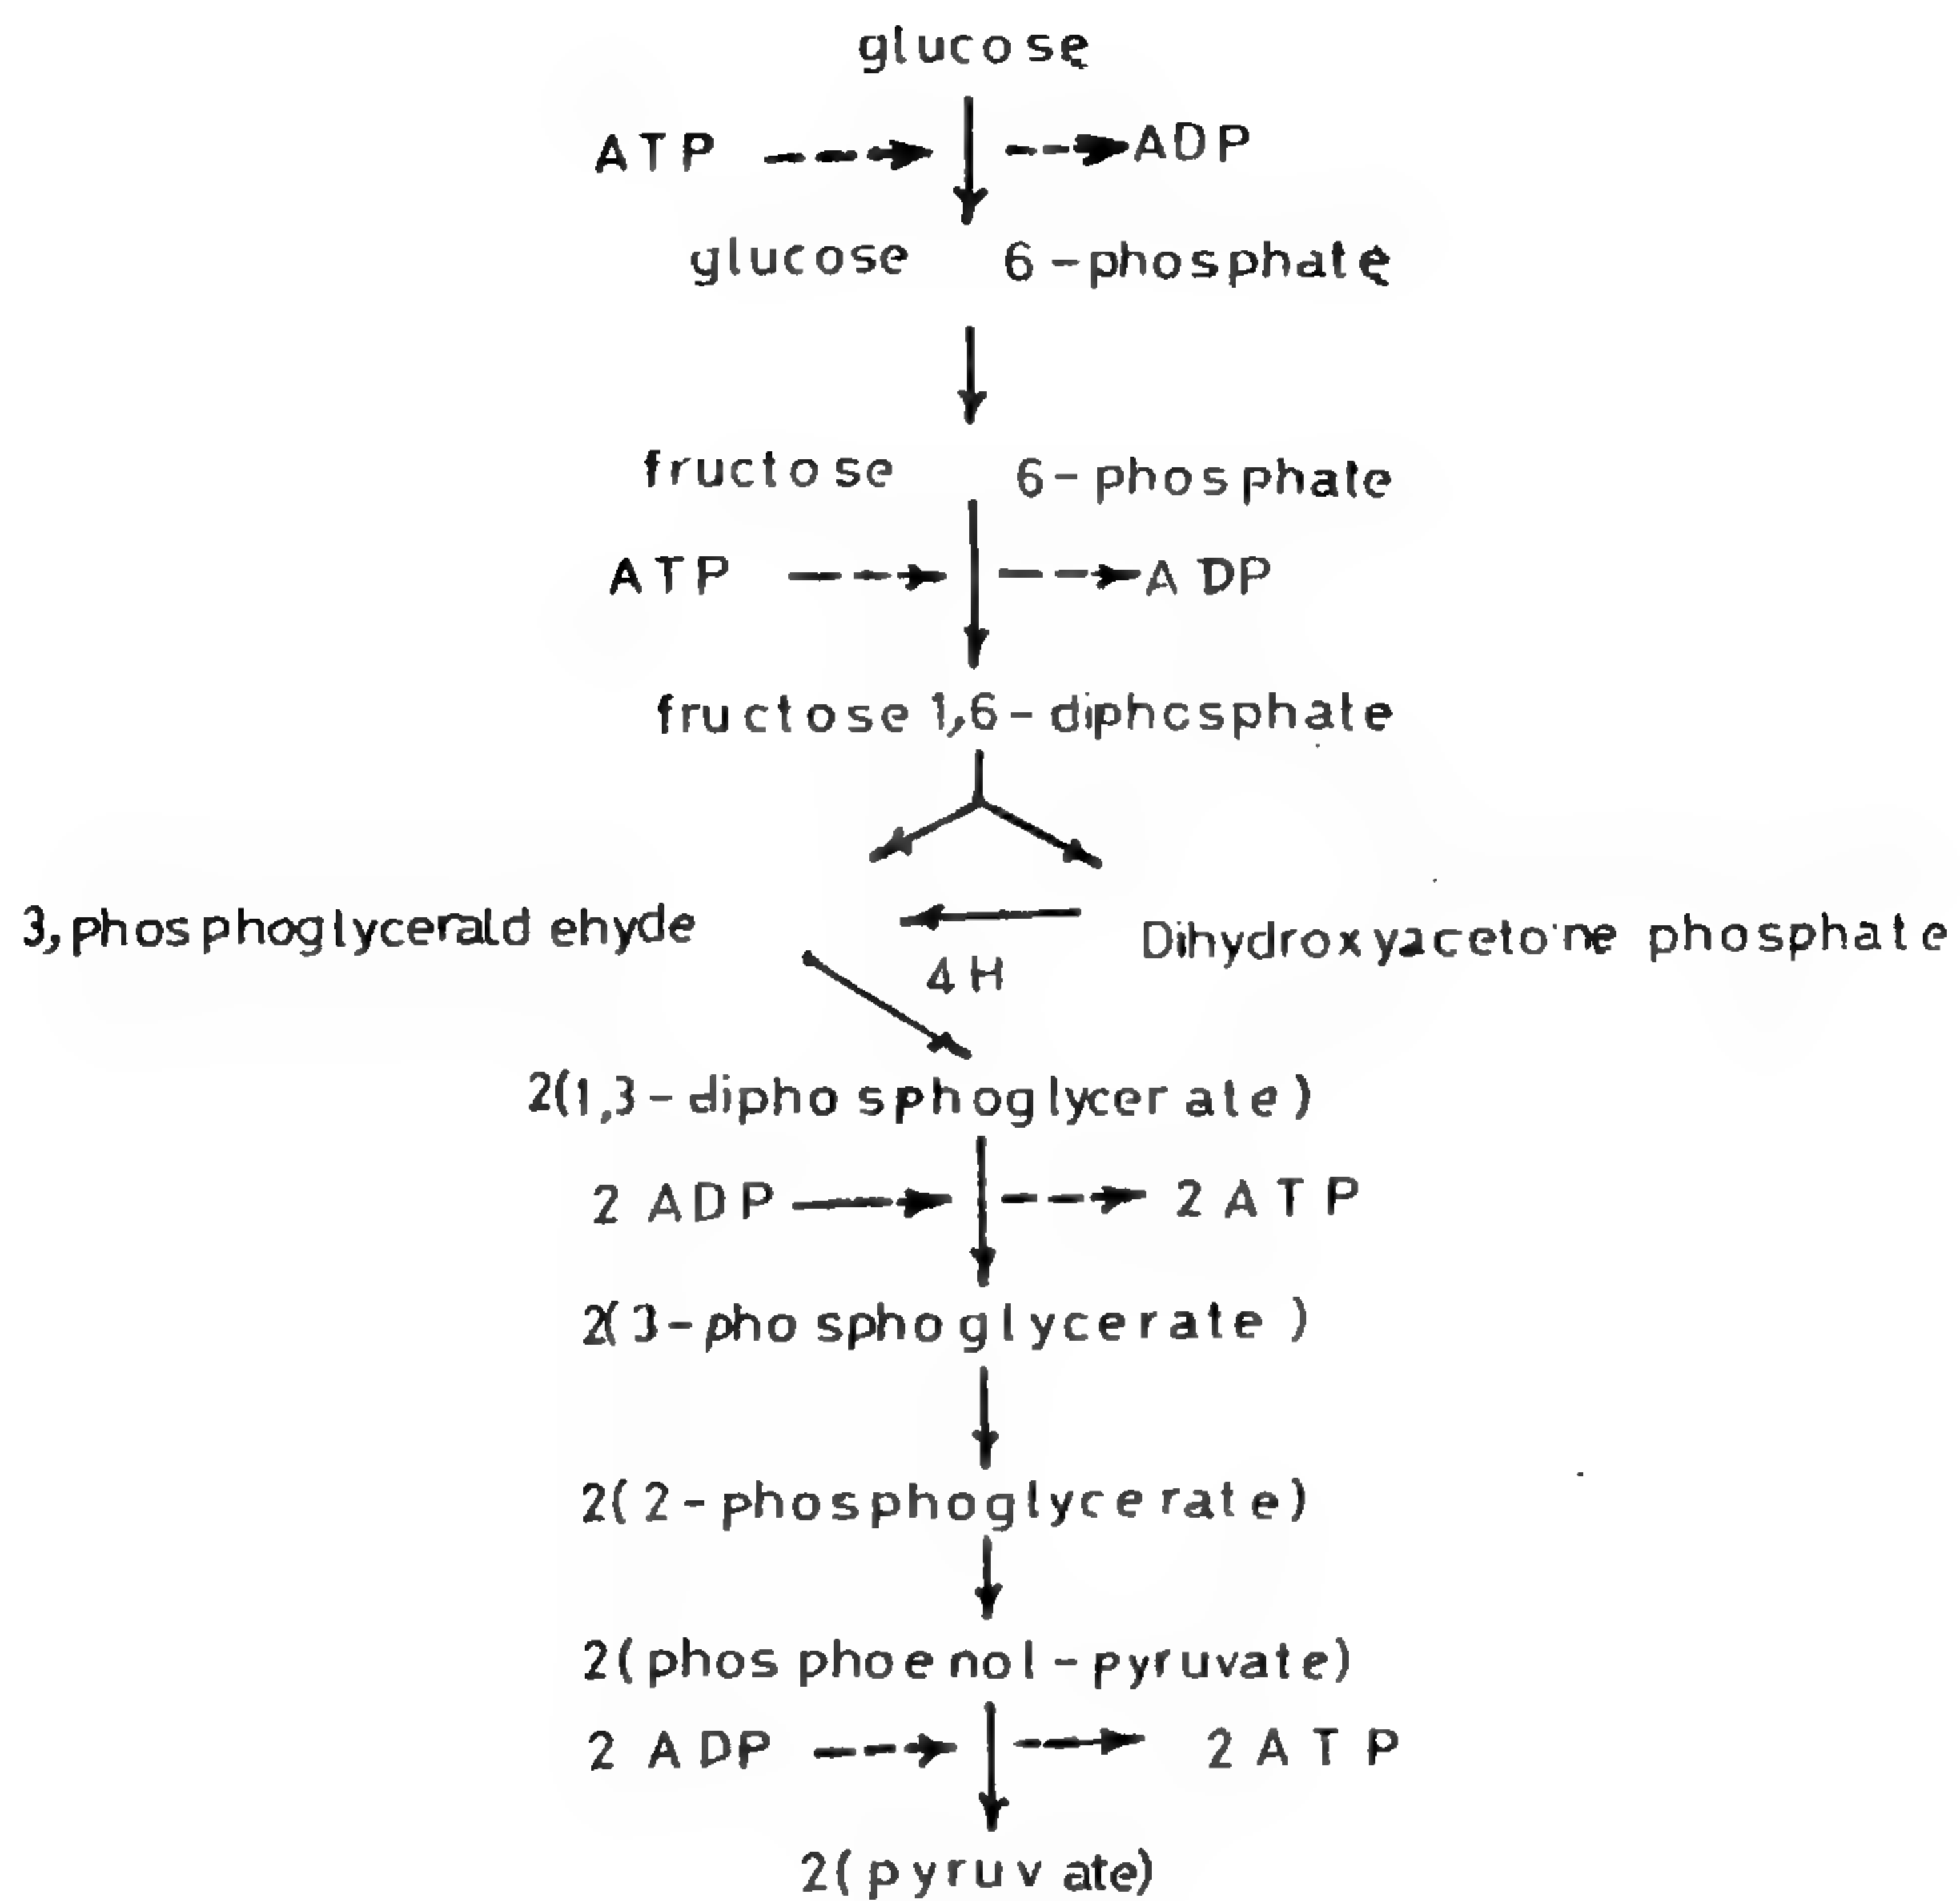 glucose
ATP ADP
glucose 6-phosphate
fructose 6-phosphate
ATP ADP
fructose 1,6-diphosphate
3,phosphoglyceraldehyde Dihydroxyacetone phosphate
4H
2(1,3-diphosphoglycerate)
2 ADP 2 ATP
2(3-phosphoglycerate)
2(2-phosphoglycerate)
2(phosphoenol-pyruvate)
2 ADP 2 ATP
2(pyruvate)